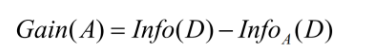 Gain(A) = Info(D) − Info_A(D)